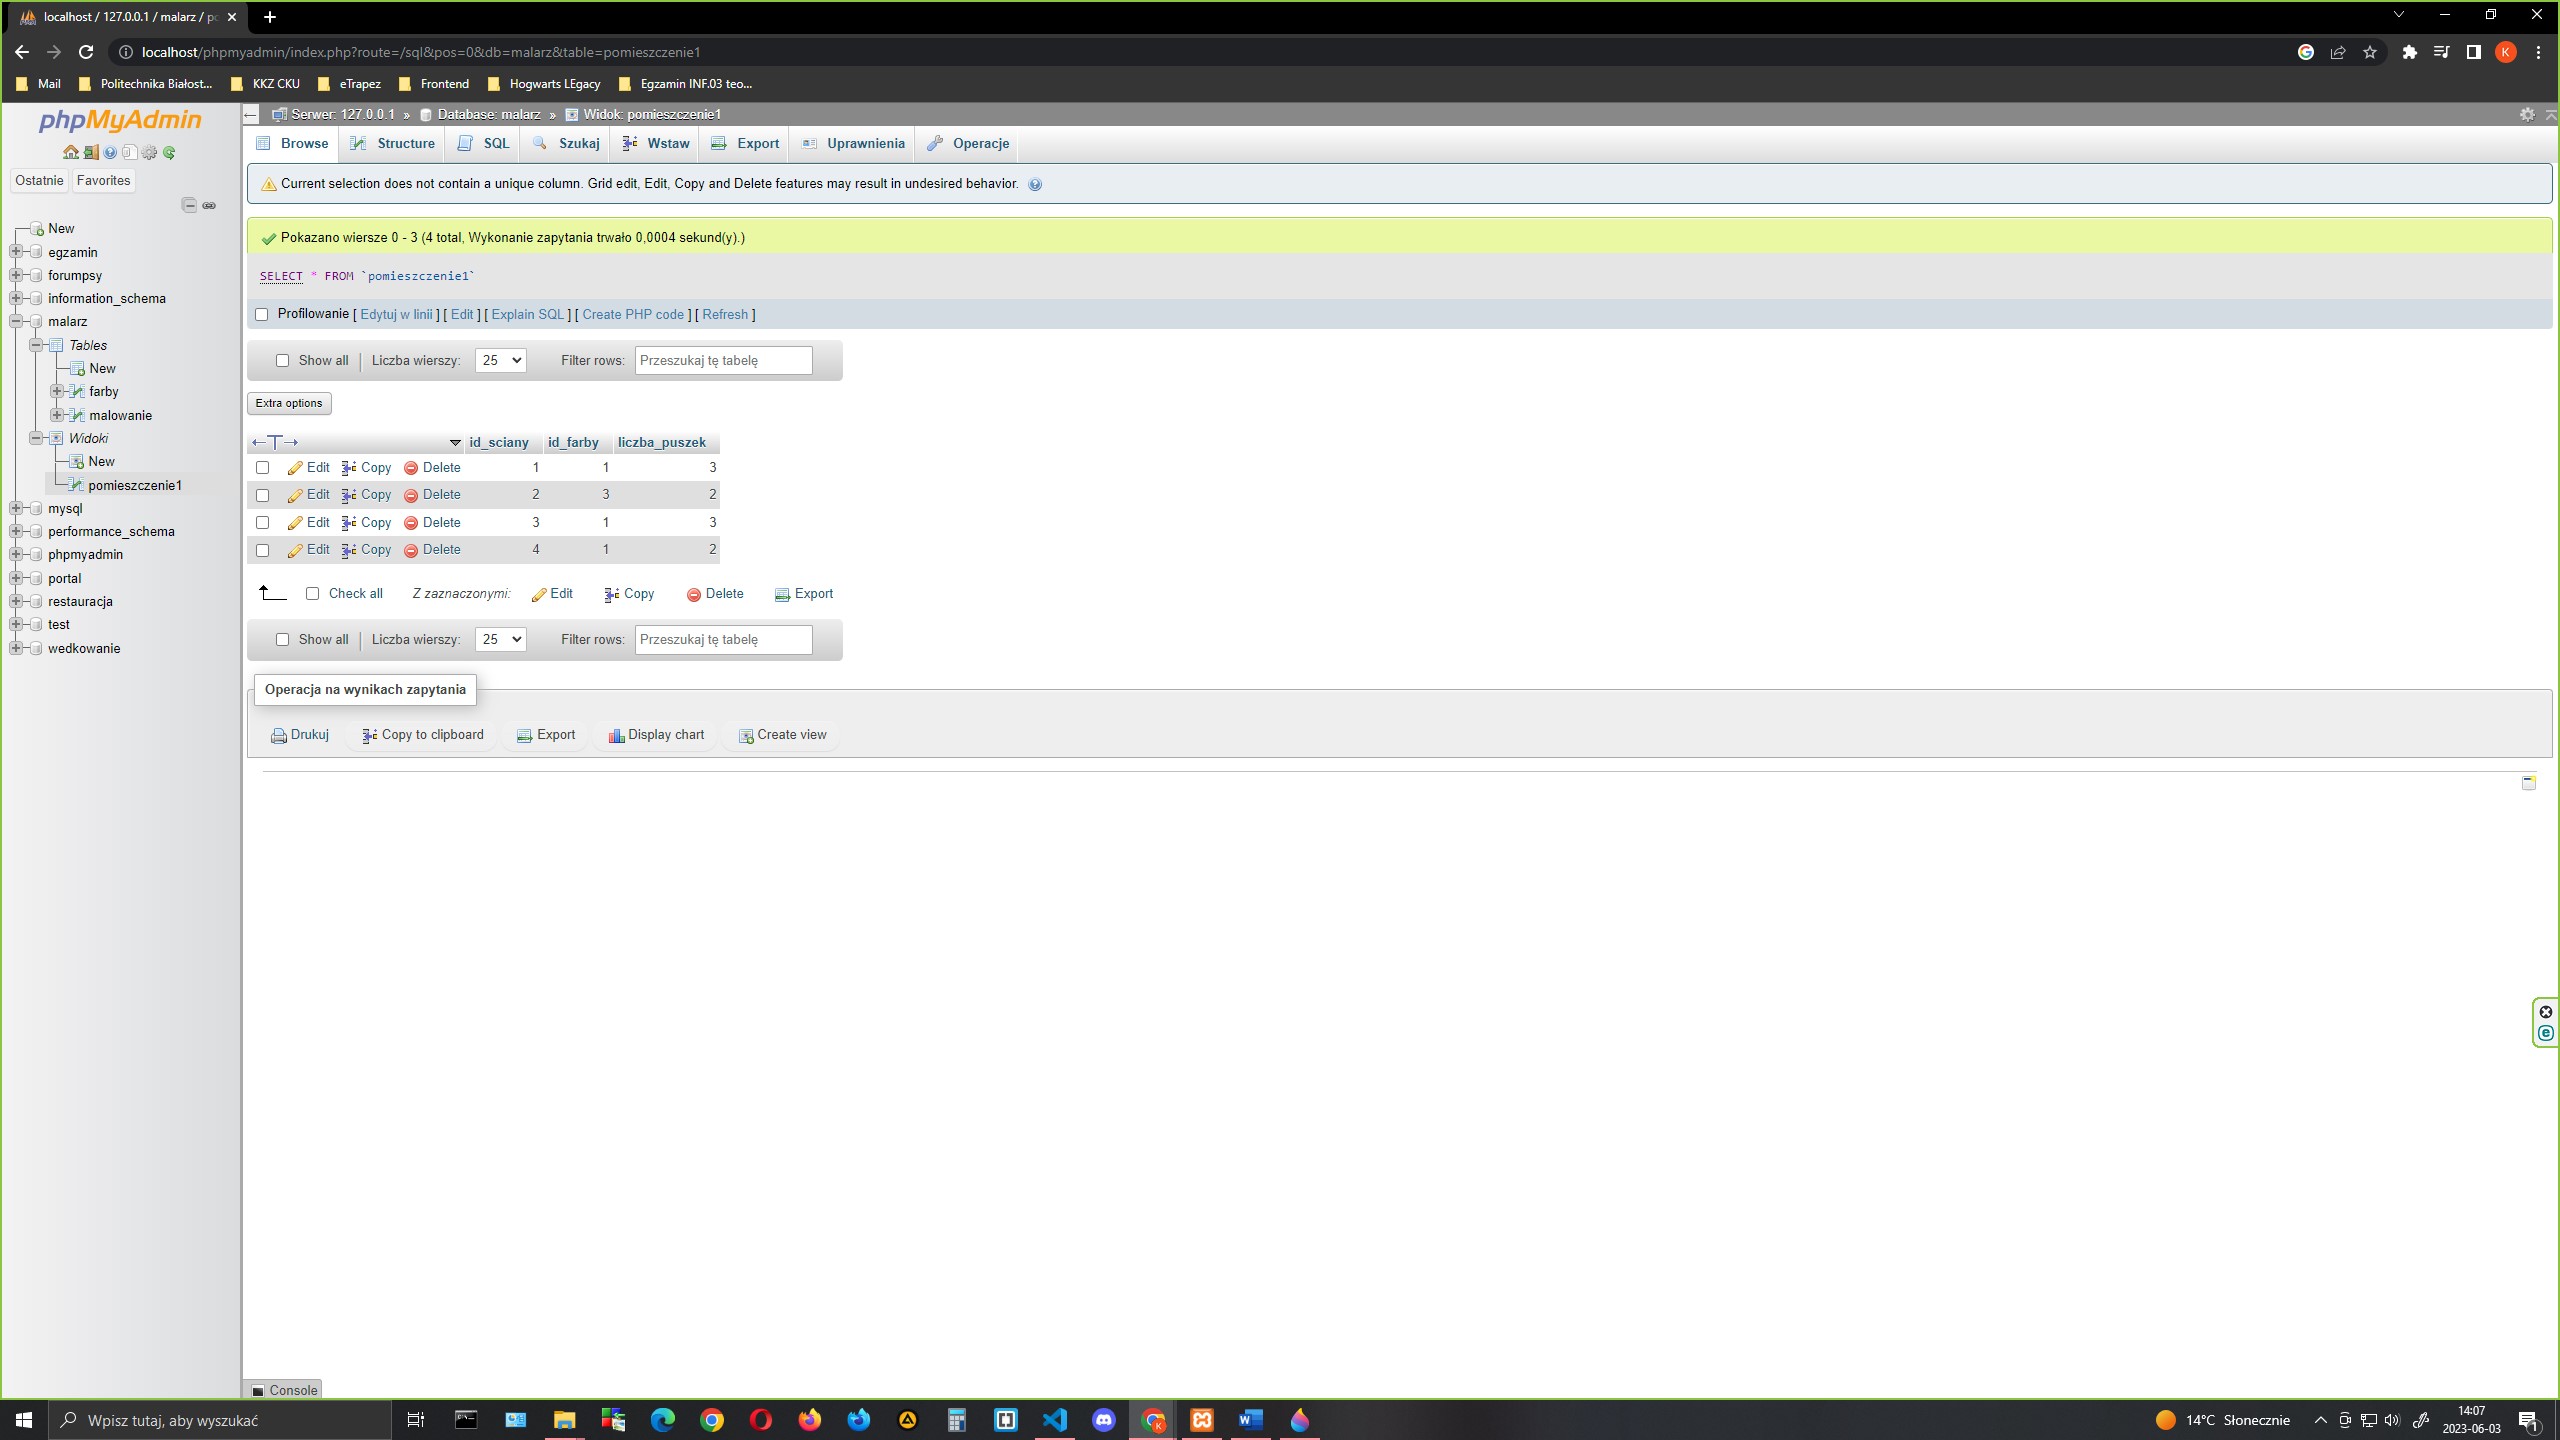 localhost / 127.0.0.1 / malarz / po
localhost/phpmyadmin/index.php?route=/sql&pos=0&db=malarz&table=pomieszczenie1
K
Mail
Politechnika Białost...
KKZ CKU
eTrapez
Frontend
Hogwarts LEgacy
Egzamin INF.03 teo...
phpMyAdmin
Ostatnie
Favorites
New
egzamin
forumpsy
information_schema
malarz
Tables
New
farby
malowanie
Widoki
New
pomieszczenie1
mysql
performance_schema
phpmyadmin
portal
restauracja
test
wedkowanie
Serwer: 127.0.0.1 » Database: malarz » Widok: pomieszczenie1
Browse Structure SQL Szukaj Wstaw Export Uprawnienia Operacje
Current selection does not contain a unique column. Grid edit, Edit, Copy and Delete features may result in undesired behavior.
Pokazano wiersze 0 - 3 (4 total, Wykonanie zapytania trwało 0,0004 sekund(y).)
SELECT * FROM `pomieszczenie1`
Profilowanie [ Edytuj w linii ] [ Edit ] [ Explain SQL ] [ Create PHP code ] [ Refresh ]
Show all | Liczba wierszy: 25 Filter rows: Przeszukaj tę tabelę
Extra options
←T→ id_sciany id_farby liczba_puszek
Edit Copy Delete 1 1 3
Edit Copy Delete 2 3 2
Edit Copy Delete 3 1 3
Edit Copy Delete 4 1 2
Check all Z zaznaczonymi: Edit Copy Delete Export
Show all | Liczba wierszy: 25 Filter rows: Przeszukaj tę tabelę
Operacja na wynikach zapytania
Drukuj Copy to clipboard Export Display chart Create view
Console
Wpisz tutaj, aby wyszukać
14°C Słonecznie
14:07
2023-06-03
1